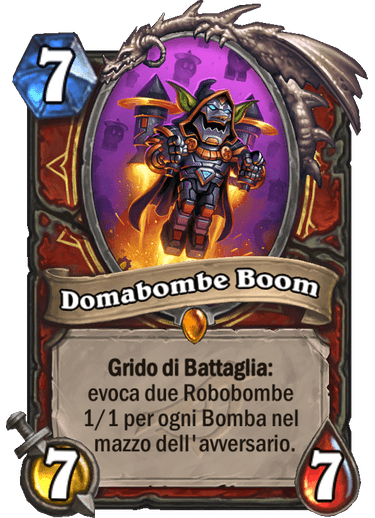 7
Domabombe Boom
Grido di Battaglia:
evoca due Robobombe
1/1 per ogni Bomba nel
mazzo dell'avversario.
7
7